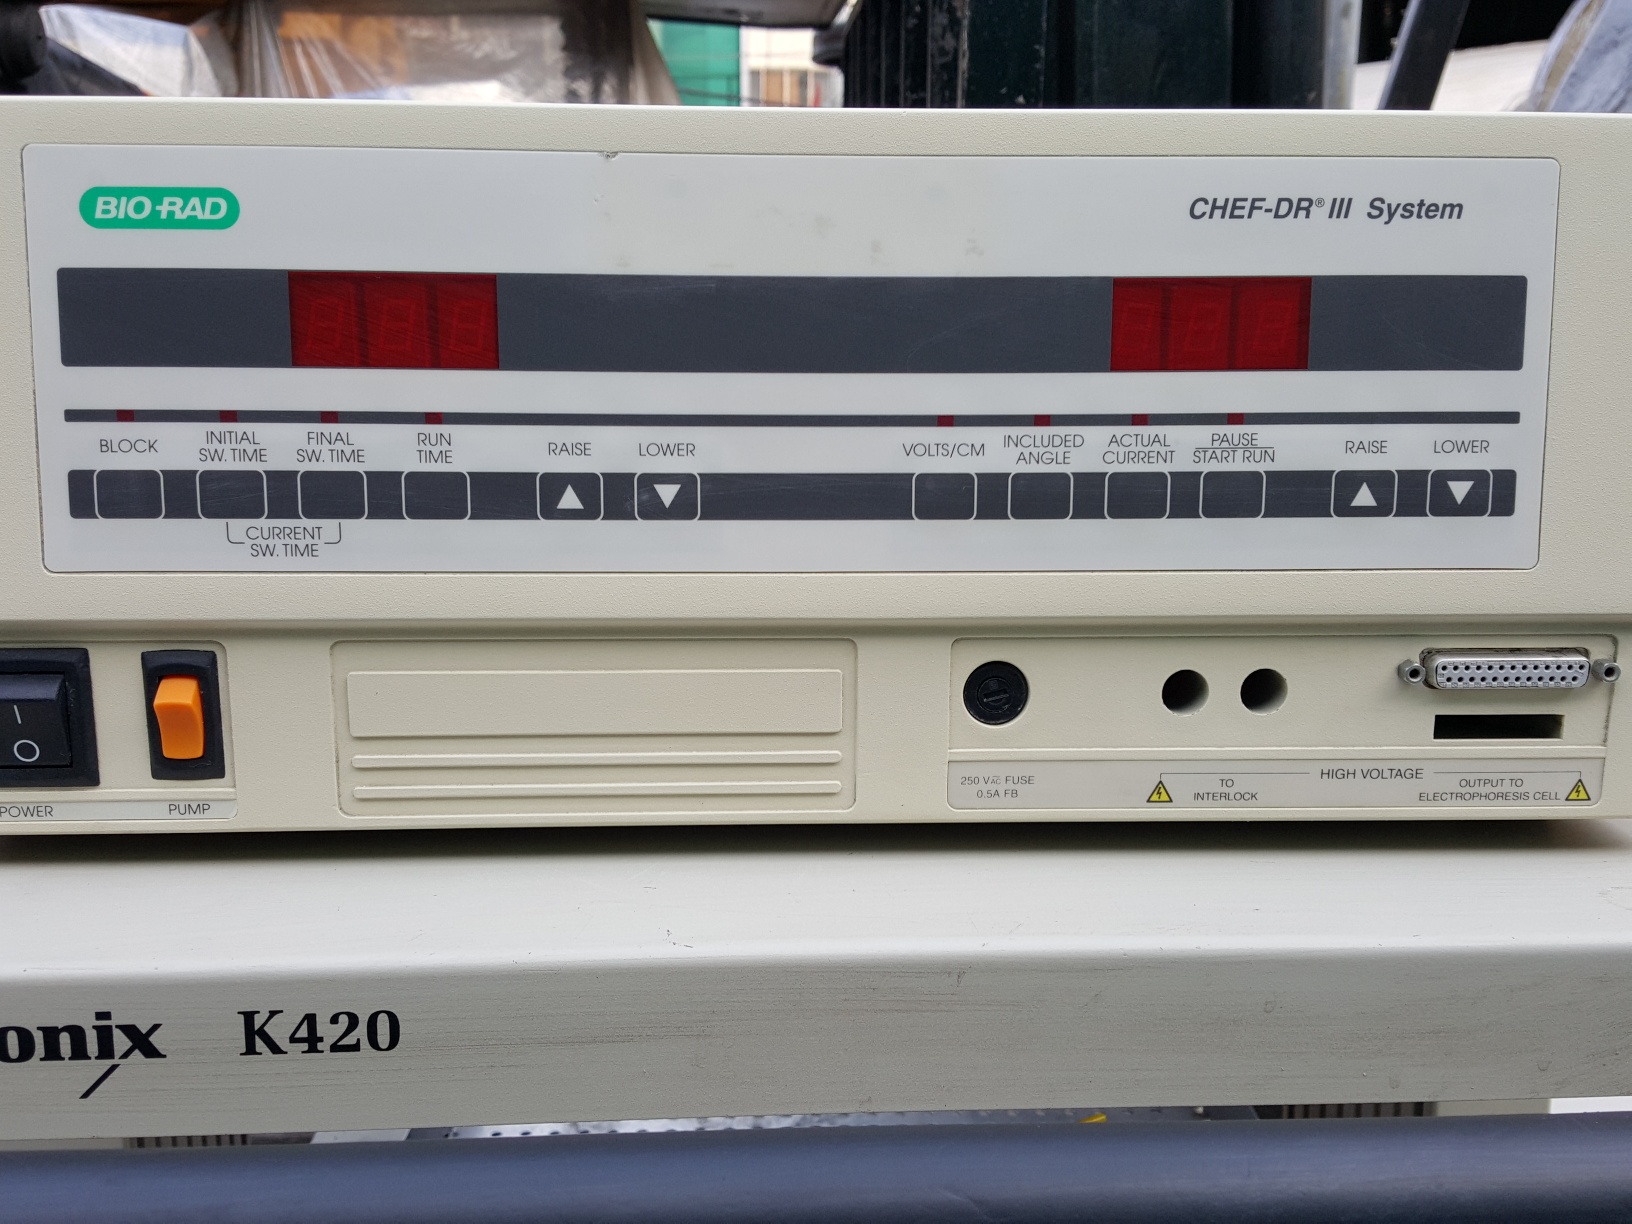 BIO-RAD
CHEF-DR® III System
BLOCK
INITIAL
SW. TIME
FINAL
SW. TIME
RUN
TIME
RAISE
LOWER
VOLTS/CM
INCLUDED
ANGLE
ACTUAL
CURRENT
PAUSE
START RUN
RAISE
LOWER
CURRENT
SW. TIME
I
O
POWER
PUMP
250 VAC FUSE
0.5A FB
HIGH VOLTAGE
TO
INTERLOCK
OUTPUT TO
ELECTROPHORESIS CELL
onix K420